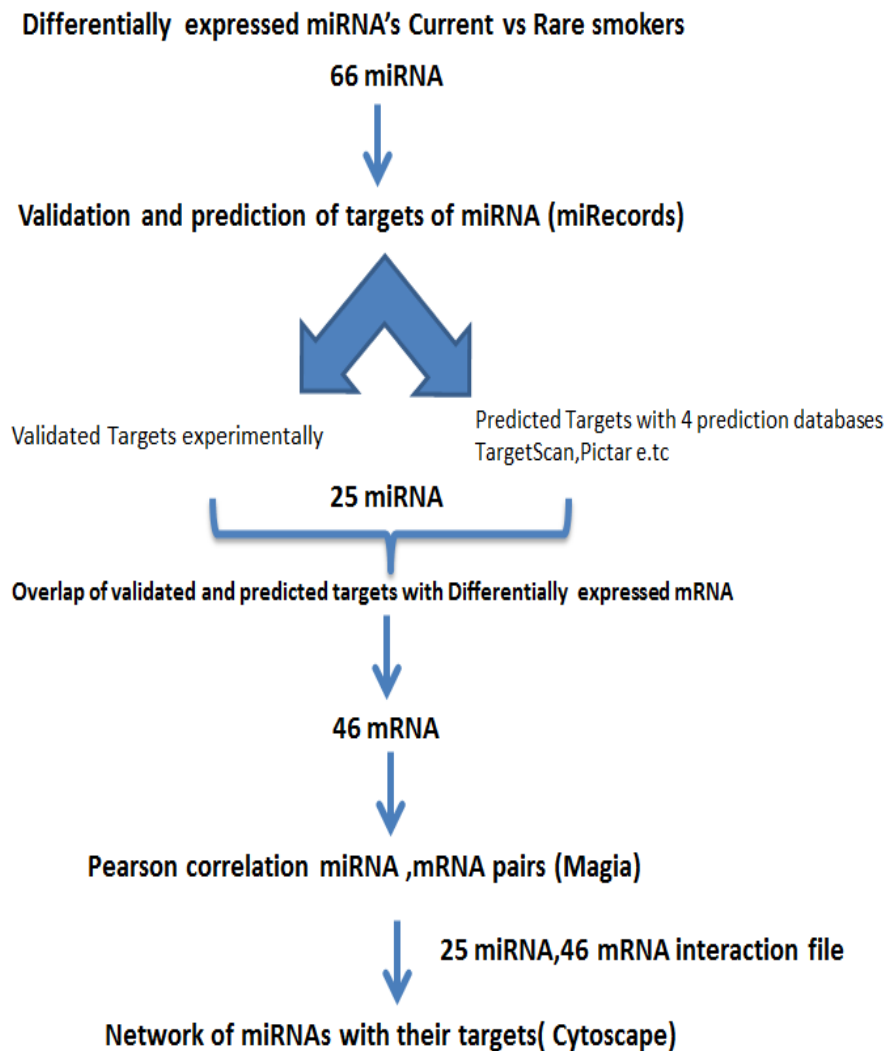 Differentially expressed miRNA's Current vs Rare smokers
66 miRNA
Validation and prediction of targets of miRNA (miRecords)
Validated Targets experimentally
Predicted Targets with 4 prediction databases
TargetScan,Pictar e.tc
25 miRNA
Overlap of validated and predicted targets with Differentially expressed mRNA
46 mRNA
Pearson correlation miRNA ,mRNA pairs (Magia)
25 miRNA,46 mRNA interaction file
Network of miRNAs with their targets( Cytoscape)